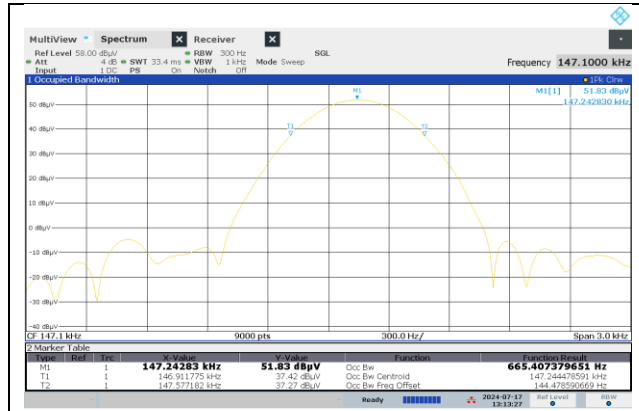 MultiView Spectrum X Receiver X
Ref Level 58.00 dBµV RBW 300 Hz SGL
Att 4 dB SWT 33.4 ms VBW 1 kHz Mode Sweep Frequency 147.1000 kHz
Input 1 DC PS On Notch Off
1 Occupied Bandwidth 1Pk Clrw
M1 M1[1] 51.83 dBµV
50 dBµV 147.242830 kHz
T1 T2
40 dBµV
30 dBµV
20 dBµV
10 dBµV
0 dBµV
-10 dBµV
-20 dBµV
-30 dBµV
-40 dBµV
CF 147.1 kHz 9000 pts 300.0 Hz/ Span 3.0 kHz
2 Marker Table
Type Ref Trc X-Value Y-Value Function Function Result
M1 1 147.24283 kHz 51.83 dBµV Occ Bw 665.407379651 Hz
T1 1 146.911775 kHz 37.42 dBµV Occ Bw Centroid 147.244478591 kHz
T2 1 147.577182 kHz 37.27 dBµV Occ Bw Freq Offset 144.478590669 Hz
Ready 2024-07-17 Ref Level RBW
13:13:27